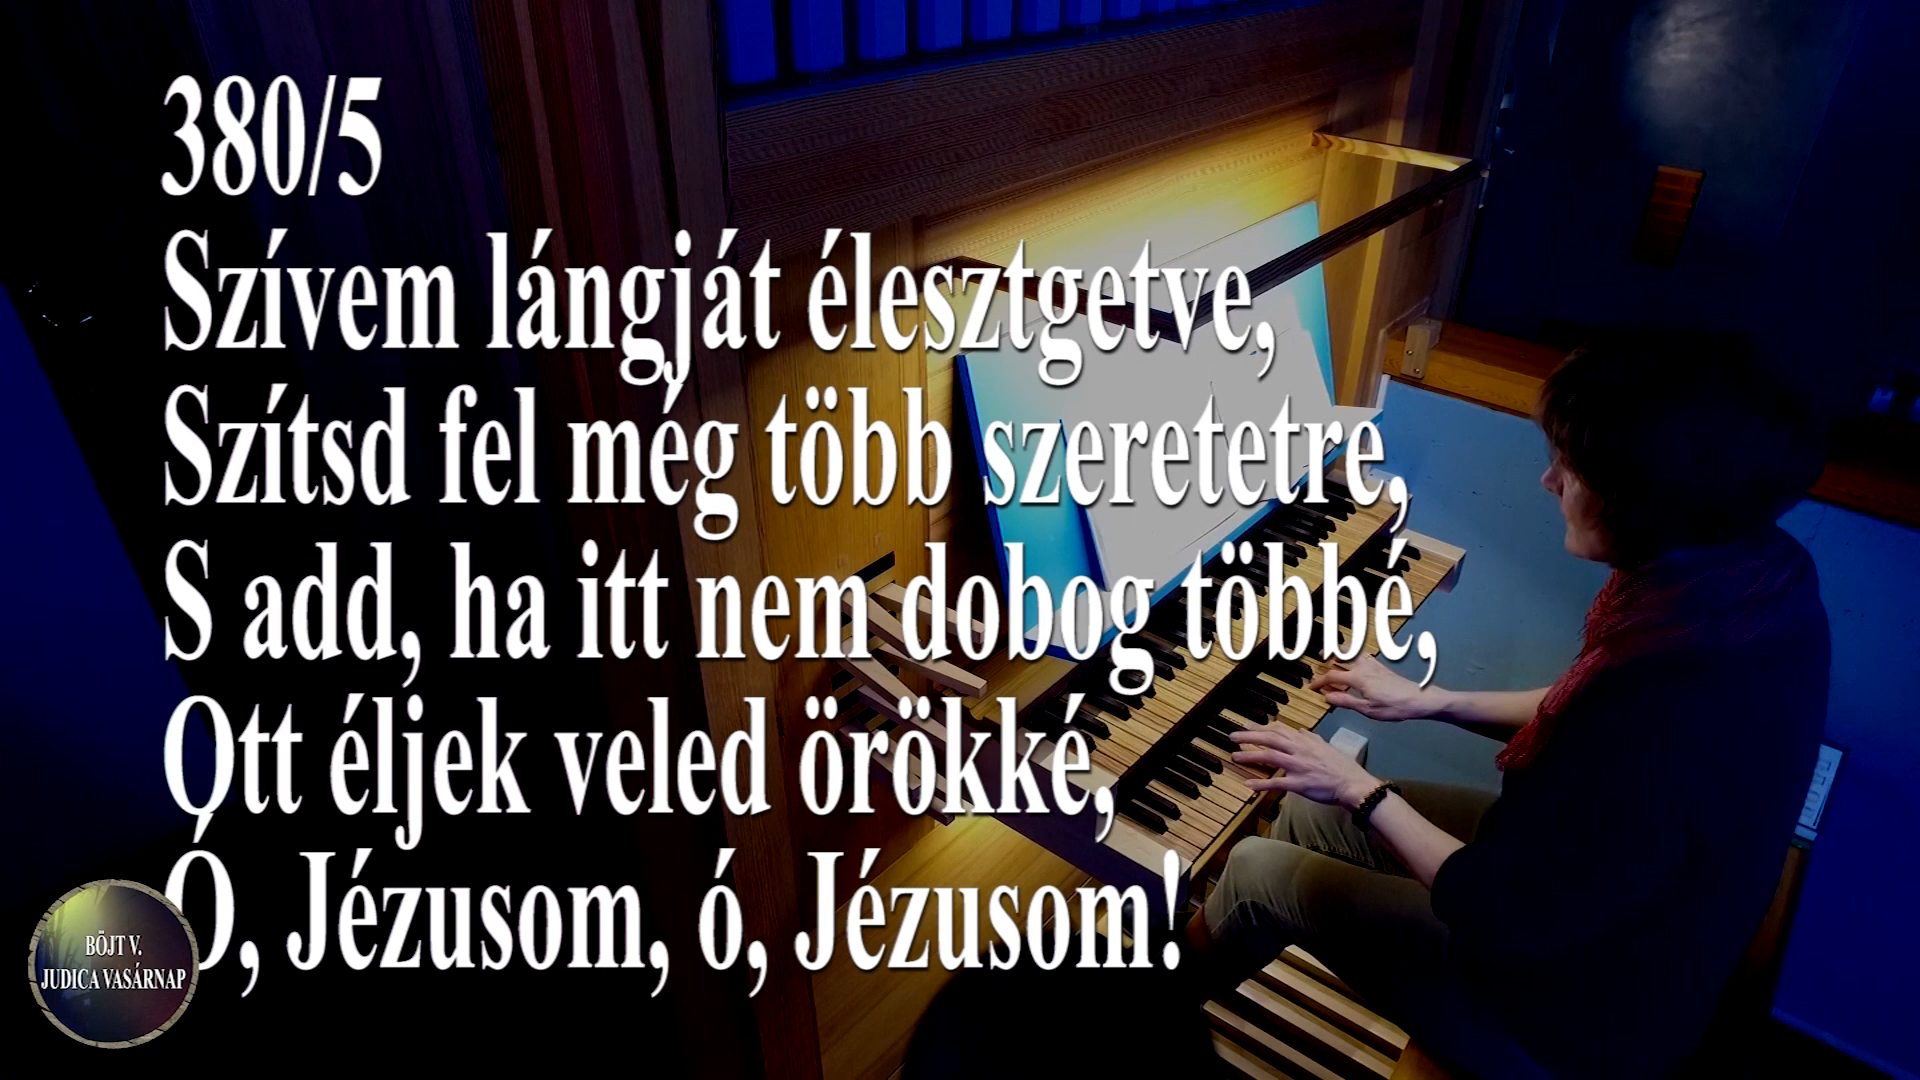 380/5
Szívem lángját élesztgetve,
Szítsd fel még több szeretetre,
S add, ha itt nem dobog többé,
Ott éljek veled örökké,
Ó, Jézusom, ó, Jézusom!
BÖJT V.
JUDICA VASÁRNAP